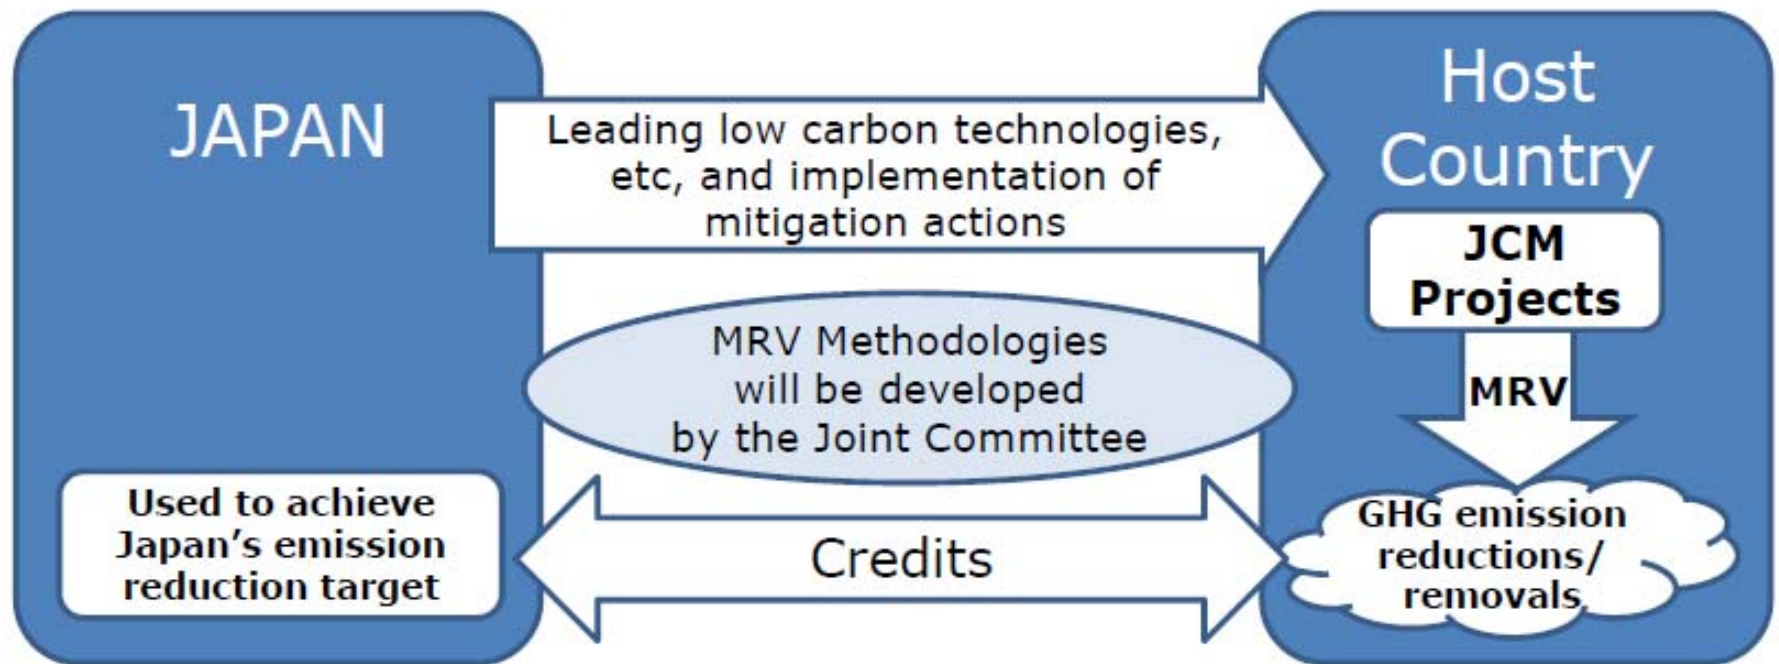 JAPAN
Leading low carbon technologies,
etc, and implementation of
mitigation actions
Host
Country
JCM
Projects
MRV Methodologies
will be developed
by the Joint Committee
MRV
Used to achieve
Japan’s emission
reduction target
Credits
GHG emission
reductions/
removals